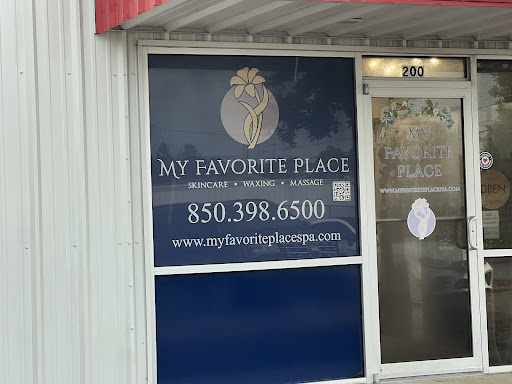 MY FAVORITE PLACE
SKINCARE • WAXING • MASSAGE
850.398.6500
www.myfavoriteplacespa.com
200
MY
FAVORITE
PLACE
WWW.MYFAVORITEPLACESPA.COM
OPEN